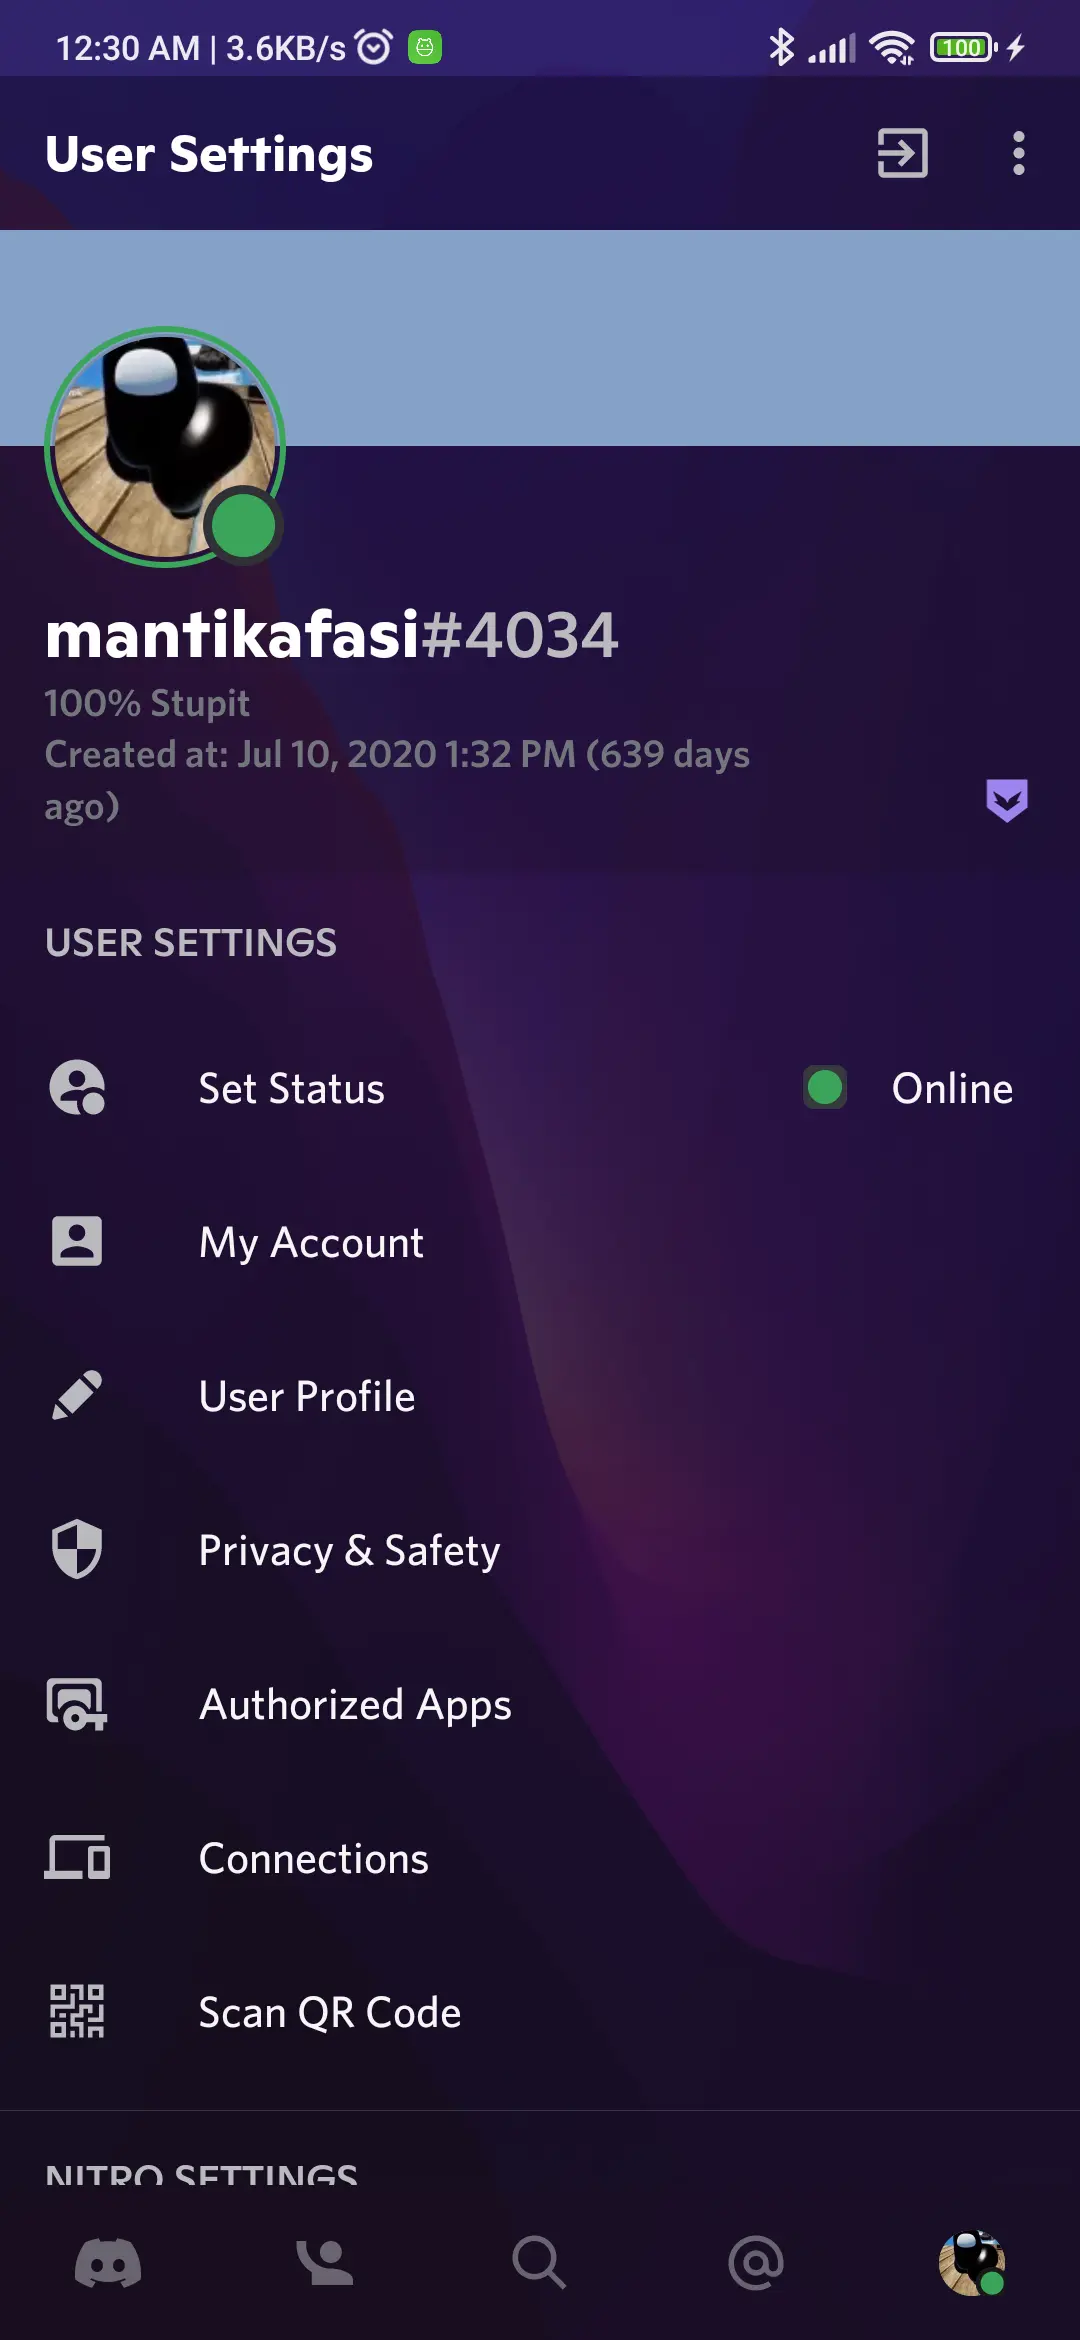 12:30 AM | 3.6KB/s
100
User Settings
mantikafasi#4034
100% Stupit
Created at: Jul 10, 2020 1:32 PM (639 days
ago)
USER SETTINGS
Set Status
Online
My Account
User Profile
Privacy & Safety
Authorized Apps
Connections
Scan QR Code
NITRO SETTINGS